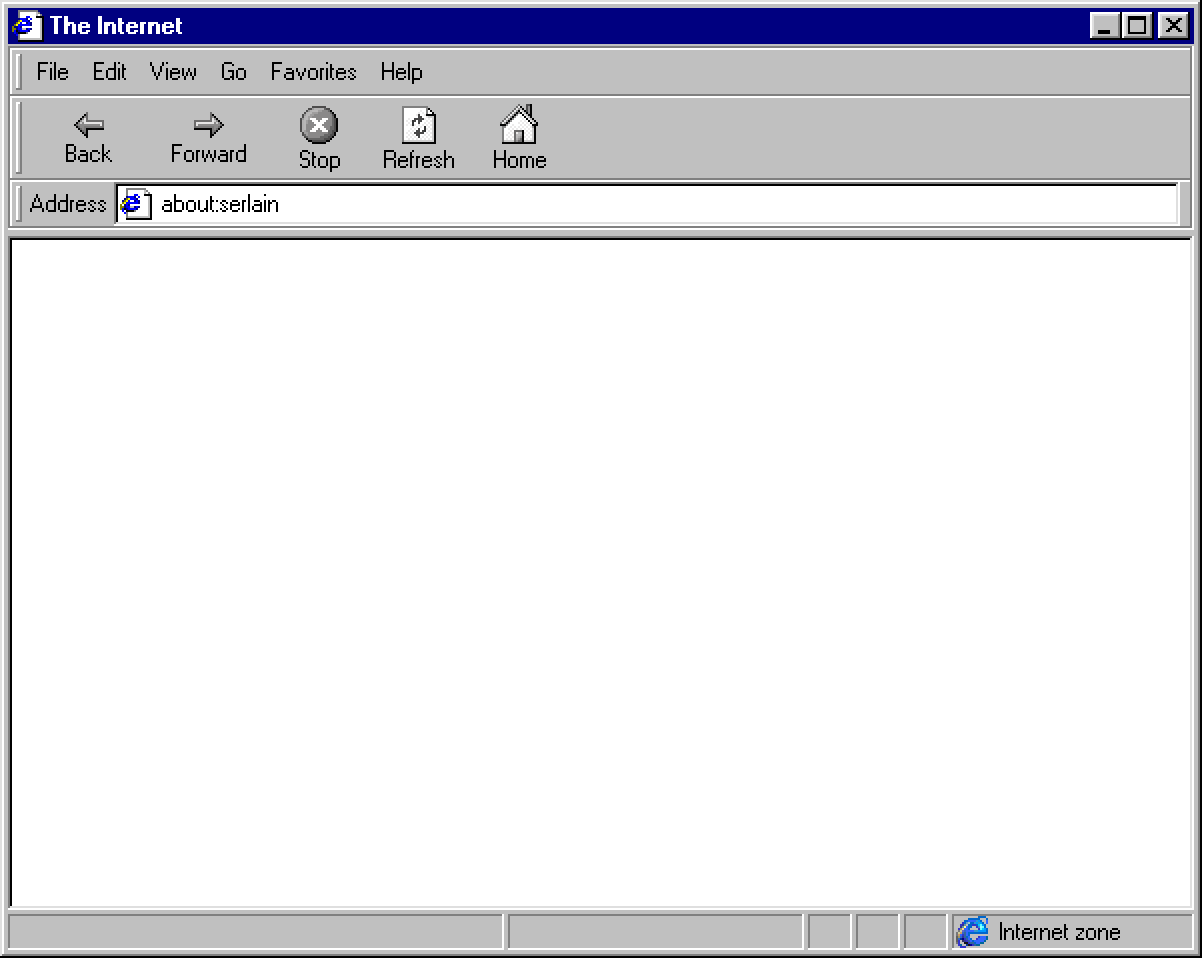 The Internet
File Edit View Go Favorites Help
Back Forward Stop Refresh Home
Address about:serlain
Internet zone